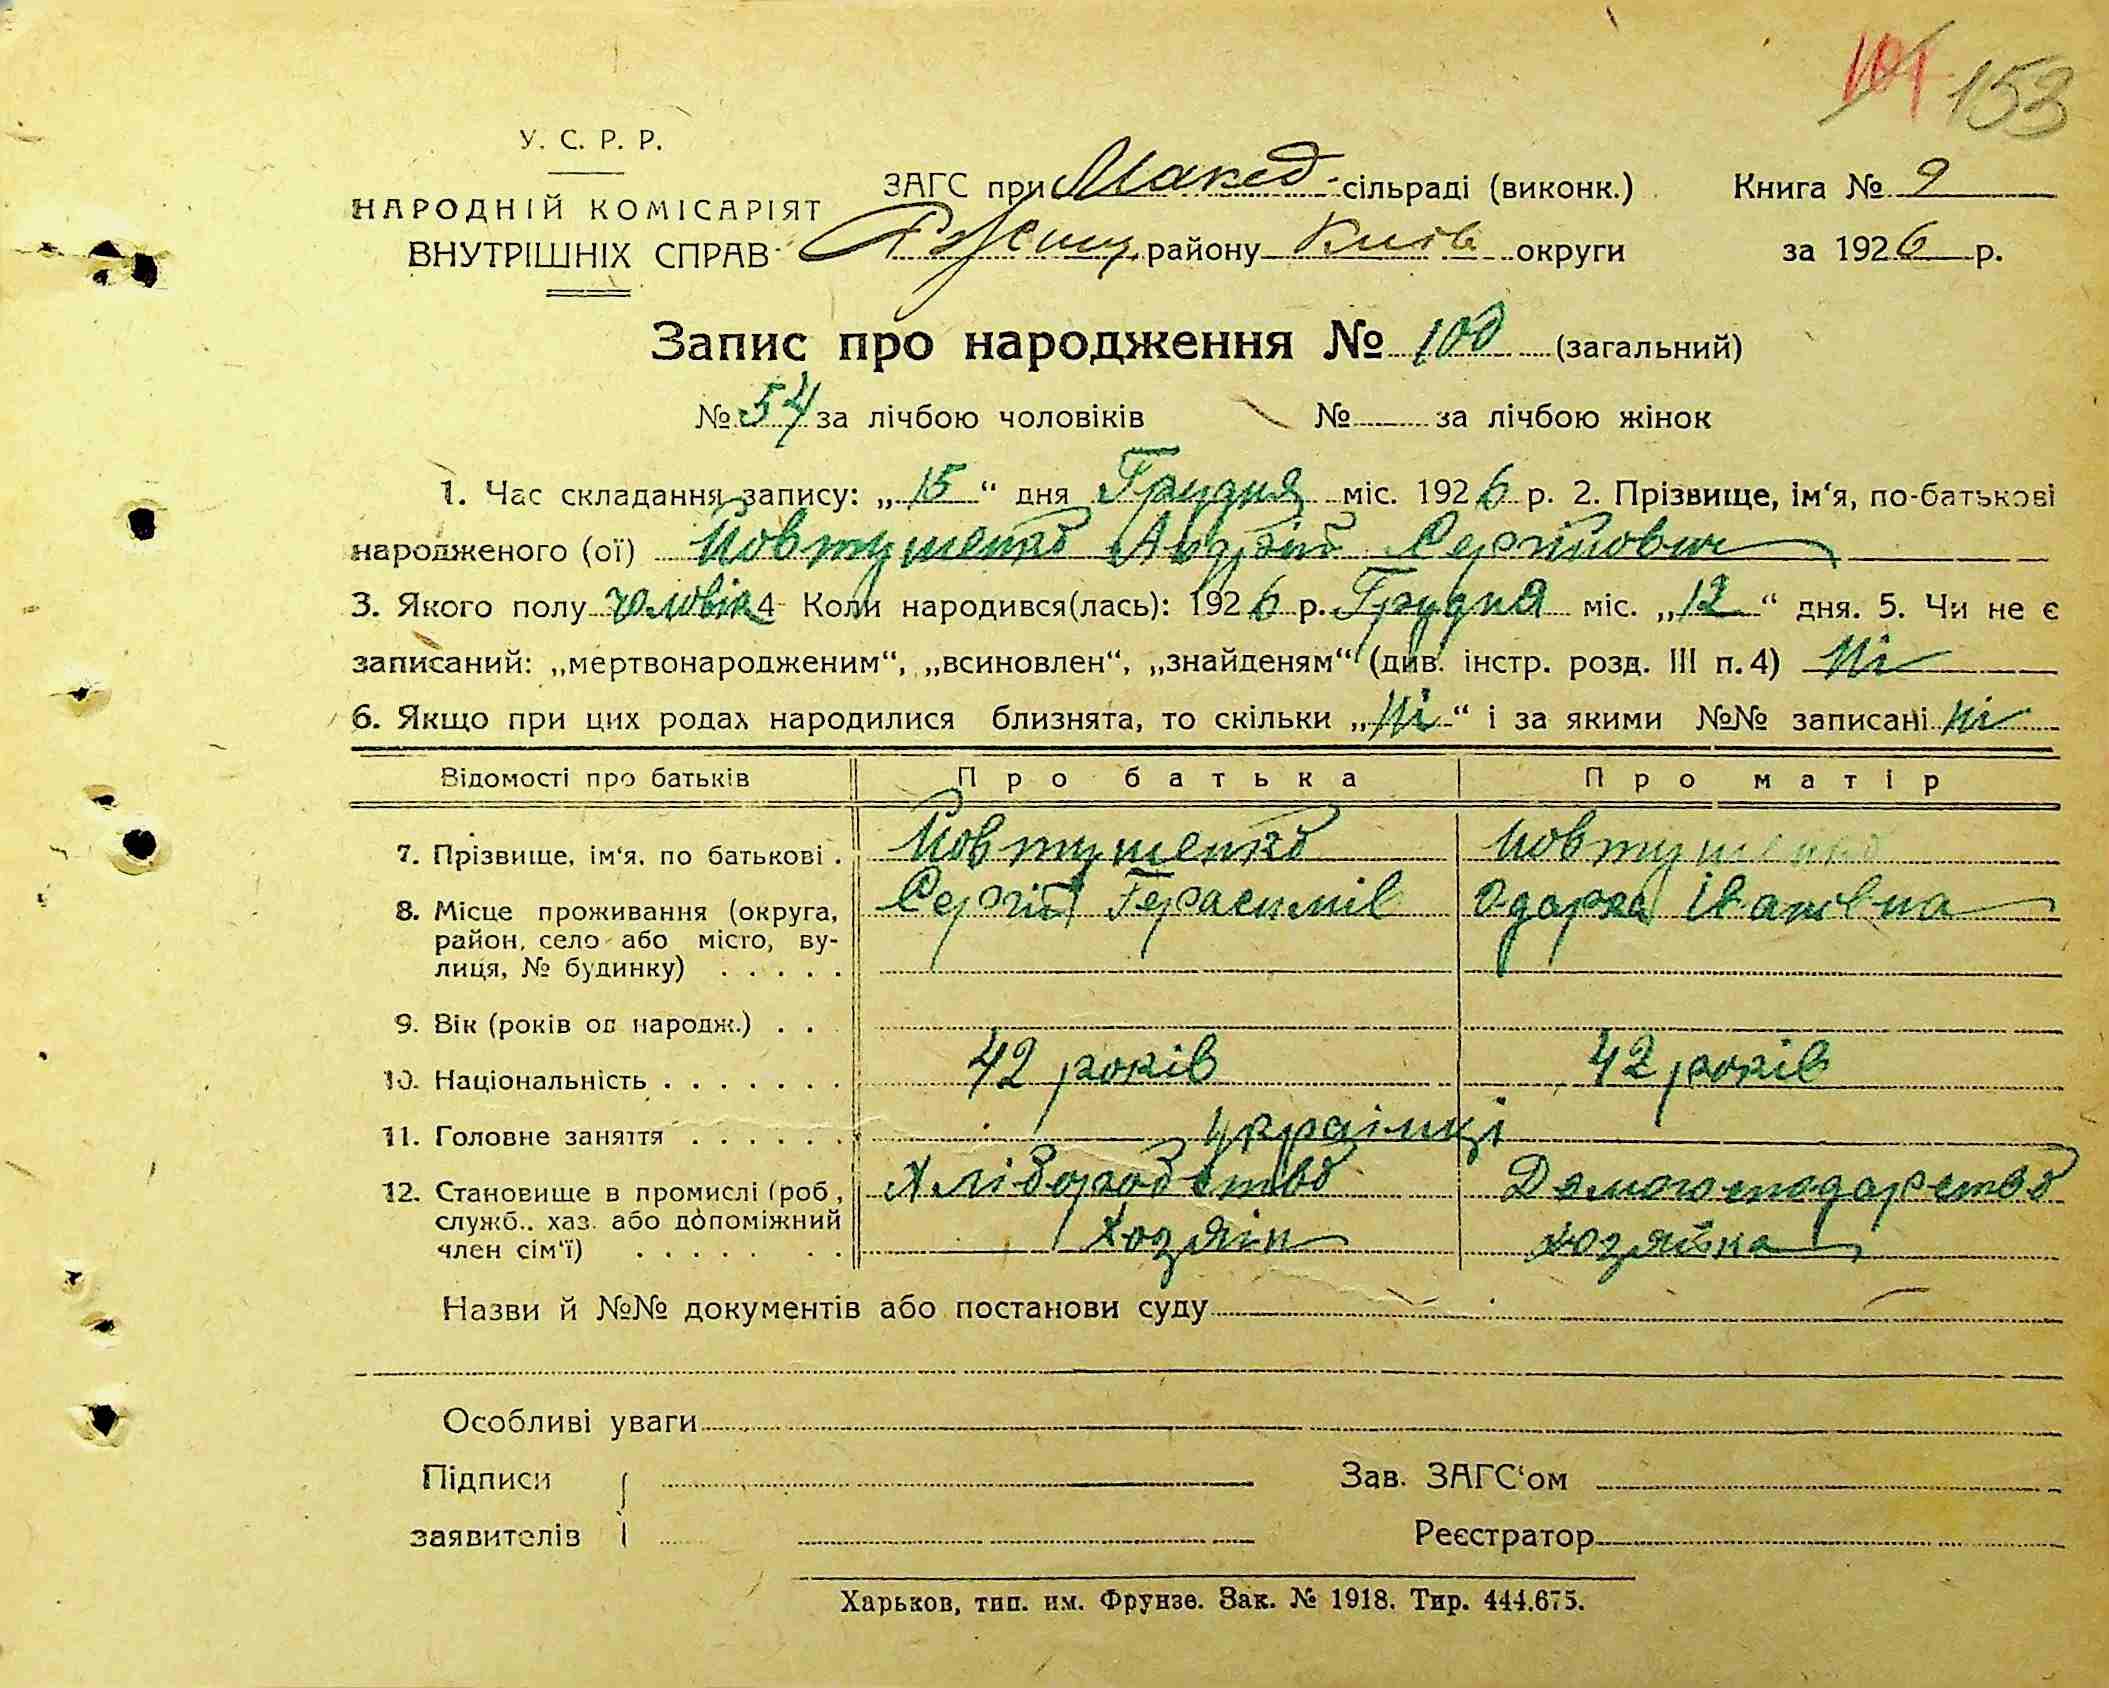 153
У. С. Р. Р.
НАРОДНІЙ КОМІСАРІЯТ
ВНУТРІШНІХ СПРАВ
ЗАГС при Макед. сільраді (виконк.)
Книга № 9
району Київ округи
за 1926 р.
Запис про народження № 100 (загальний)
№ 54 за лічбою чоловіків № за лічбою жінок
1. Час складання запису: „15“ дня Грудня міс. 1926 р. 2. Прізвище, ім‘я, по-батькові
народженого (ої) Ковтушенко Андрій Сергійович
3. Якого полу чоловік 4 Коли народився(лась): 1926 р. Грудня міс. „12“ дня. 5. Чи не є
записаний: „мертвонародженим“, „всиновлен“, „знайденям“ (див. інстр. розд. III п. 4) Ні
6. Якщо при цих родах народилися близнята, то скільки „Ні“ і за якими №№ записані ні
Відомості про батьків Про батька Про матір
7. Прізвище, ім‘я, по батькові . Ковтушенко Ковтушенко
8. Місце проживання (округа, Сергій Герасимів Одарка Іванівна
район, село або місто, ву-
лиця, № будинку) . . . . .
9. Вік (років од народж.) . . .
10. Національність . . . . . . . 42 років 42 років
11. Головне заняття . . . . . . Українці
12. Становище в промислі (роб, Хліборобство Домогосподарство
служб.. хаз. або допоміжний Хозяін хозяйка
член сім‘ї) . . . . . . .
Назви й №№ документів або постанови суду
Особливі уваги
Підписи Зав. ЗАГС‘ом
заявителів Реєстратор
Харьков, тип. им. Фрунзе. Зак. № 1918. Тир. 444.675.